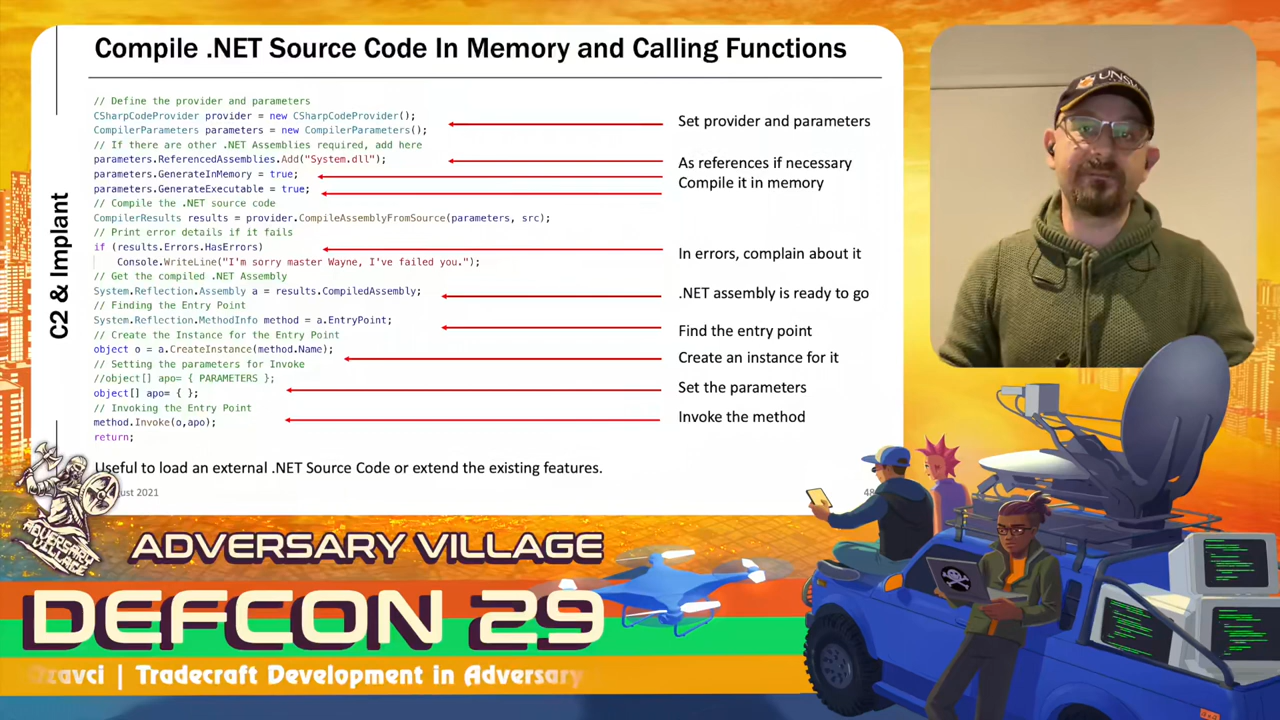 Compile .NET Source Code In Memory and Calling Functions
C2 & Implant
// Define the provider and parameters
CSharpCodeProvider provider = new CSharpCodeProvider();
CompilerParameters parameters = new CompilerParameters();
// If there are other .NET Assemblies required, add here
parameters.ReferencedAssemblies.Add("System.dll");
parameters.GenerateInMemory = true;
parameters.GenerateExecutable = true;
// Compile the .NET source code
CompilerResults results = provider.CompileAssemblyFromSource(parameters, src);
// Print error details if it fails
if (results.Errors.HasErrors)
Console.WriteLine("I'm sorry master Wayne, I've failed you.");
// Get the compiled .NET Assembly
System.Reflection.Assembly a = results.CompiledAssembly;
// Finding the Entry Point
System.Reflection.MethodInfo method = a.EntryPoint;
// Create the Instance for the Entry Point
object o = a.CreateInstance(method.Name);
// Setting the parameters for Invoke
//object[] apo= { PARAMETERS };
object[] apo= { };
// Invoking the Entry Point
method.Invoke(o,apo);
return;
Set provider and parameters
As references if necessary
Compile it in memory
In errors, complain about it
.NET assembly is ready to go
Find the entry point
Create an instance for it
Set the parameters
Invoke the method
Useful to load an external .NET Source Code or extend the existing features.
2021
48
UNSW
ADVERSARY VILLAGE
ADVERSARY VILLAGE
DEFCON 29
Ozavci | Tradecraft Development in Adversary